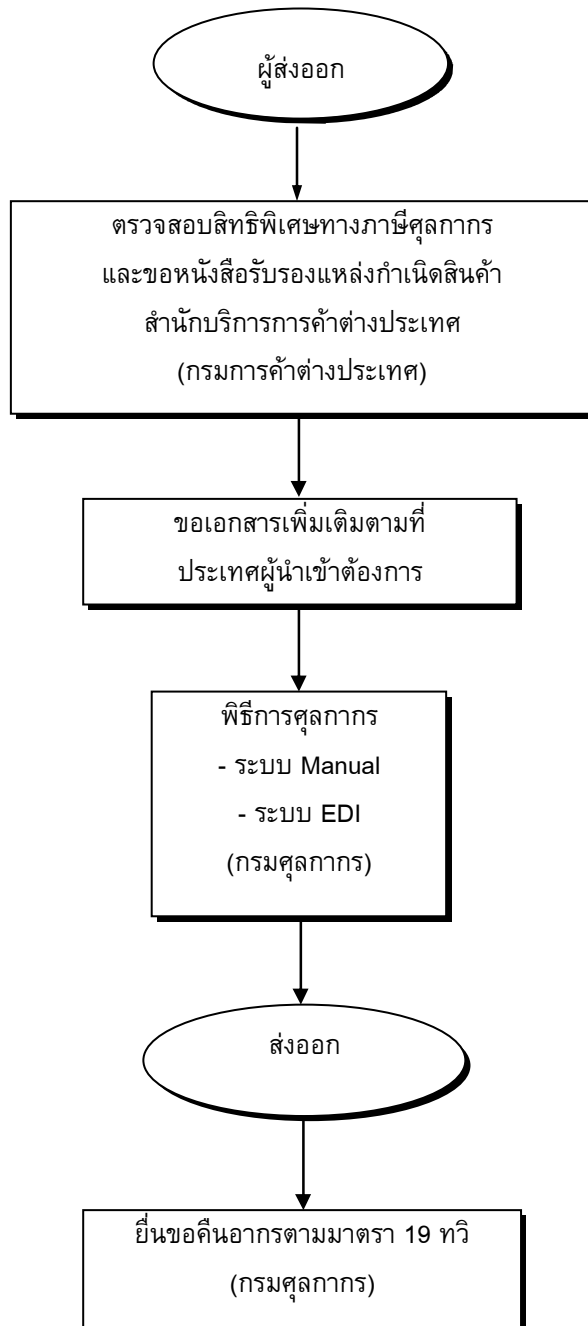 ผู้ส่งออก
ตรวจสอบสิทธิพิเศษทางภาษีศุลกากร
และขอหนังสือรับรองแหล่งกำเนิดสินค้า
สำนักบริการการค้าต่างประเทศ
(กรมการค้าต่างประเทศ)
ขอเอกสารเพิ่มเติมตามที่
ประเทศผู้นำเข้าต้องการ
พิธีการศุลกากร
- ระบบ Manual
- ระบบ EDI
(กรมศุลกากร)
ส่งออก
ยื่นขอคืนอากรตามมาตรา 19 ทวิ
(กรมศุลกากร)